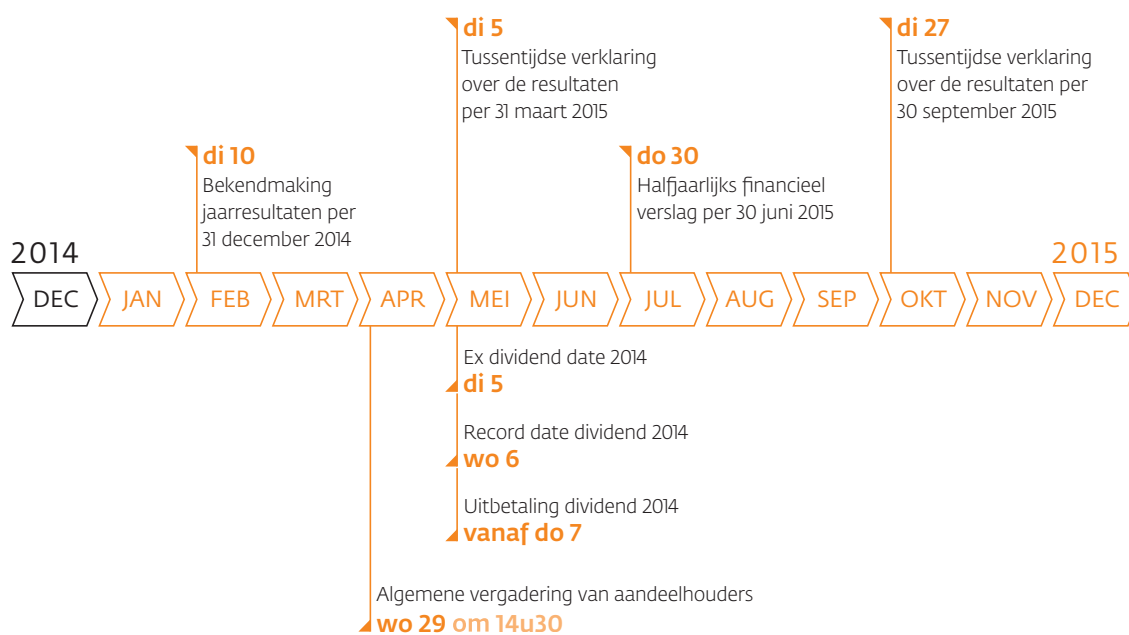 di 5
Tussentijdse verklaring
over de resultaten
per 31 maart 2015
di 27
Tussentijdse verklaring
over de resultaten per
30 september 2015
di 10
Bekendmaking
jaarresultaten per
31 december 2014
do 30
Halfjaarlijks financieel
verslag per 30 juni 2015
2014
2015
DEC JAN FEB MRT APR MEI JUN JUL AUG SEP OKT NOV DEC
Ex dividend date 2014
di 5
Record date dividend 2014
wo 6
Uitbetaling dividend 2014
vanaf do 7
Algemene vergadering van aandeelhouders
wo 29 om 14u30